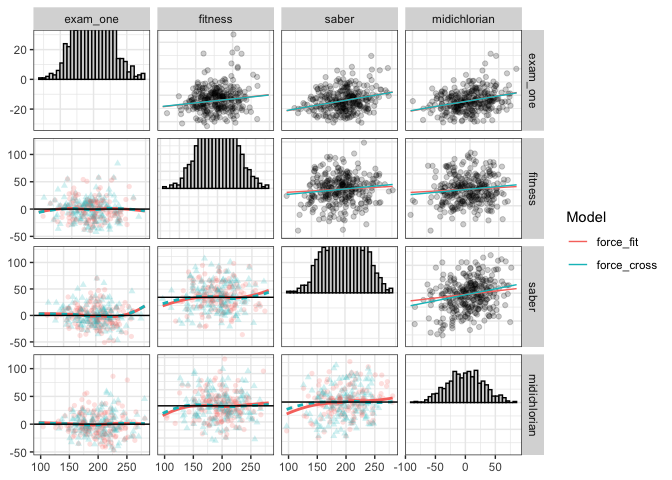 exam_one fitness saber midichlorian
20
0
-20
exam_one
100
50
0
-50
fitness
Model
force_fit
force_cross
100
50
0
-50
saber
100
50
0
-50
midichlorian
100 150 200 250 100 150 200 250 100 150 200 250 -100 -50 0 50